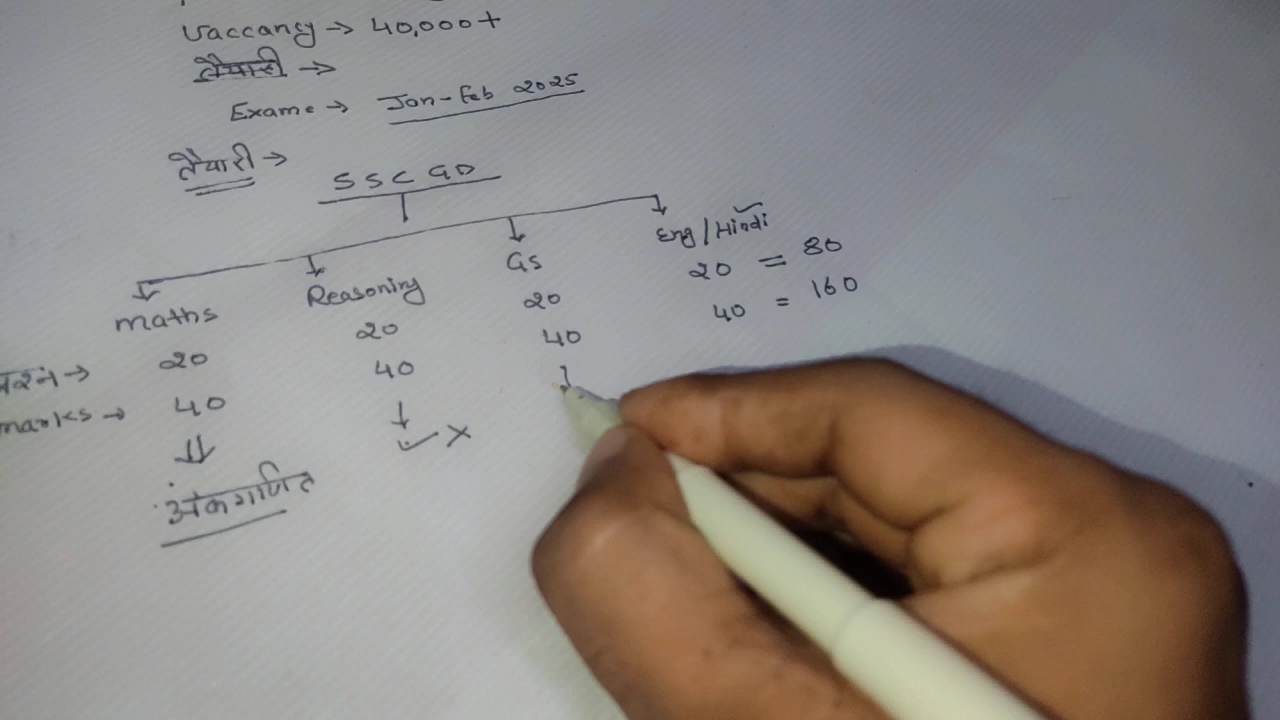 Vaccancy → 40,000+
तैयारी →
Exame → Jan-Feb 2025
तैयारी →
SSC GD
maths Reasoning GS Eng/Hindi
प्रश्न → 20 20 20 20 = 80
marks → 40 40 40 40 = 160
अंकगणित